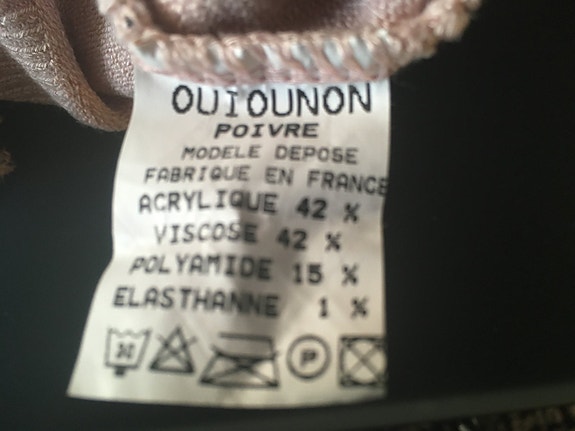 OUIOUNON
POIVRE
MODELE DEPOSE
FABRIQUE EN FRANCE
ACRYLIQUE 42 %
VISCOSE 42 %
POLYAMIDE 15 %
ELASTHANNE 1 %
P